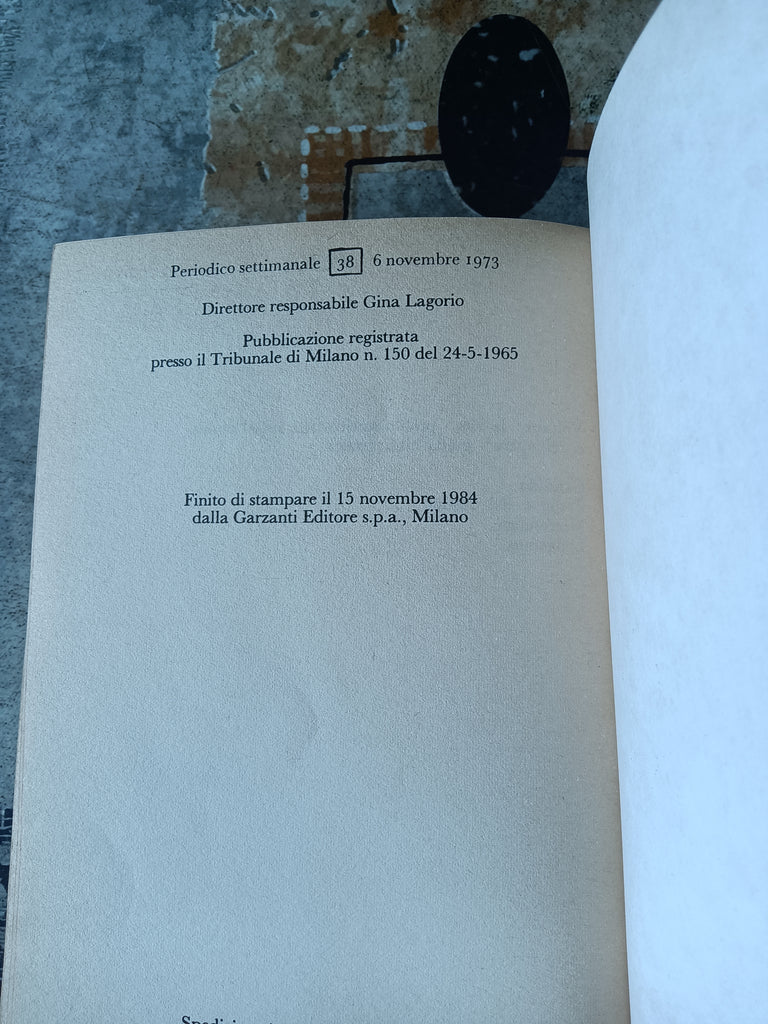 Periodico settimanale 38 6 novembre 1973
Direttore responsabile Gina Lagorio
Pubblicazione registrata
presso il Tribunale di Milano n. 150 del 24-5-1965
Finito di stampare il 15 novembre 1984
dalla Garzanti Editore s.p.a., Milano